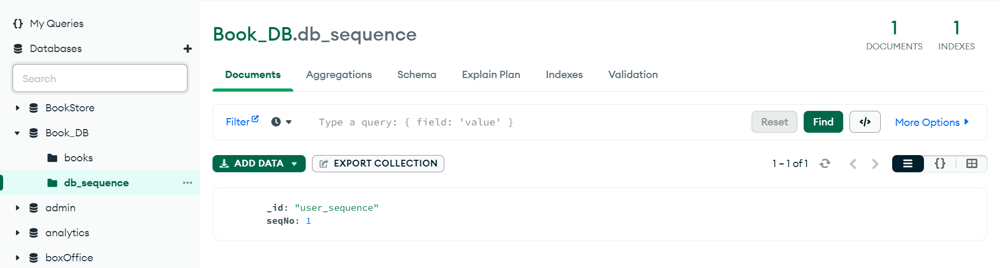 My Queries
Databases
Search
BookStore
Book_DB
books
db_sequence
admin
analytics
boxOffice
Book_DB.db_sequence
1 DOCUMENTS
1 INDEXES
Documents Aggregations Schema Explain Plan Indexes Validation
Filter Type a query: { field: 'value' } Reset Find </> More Options
ADD DATA EXPORT COLLECTION 1 – 1 of 1 {}
_id: "user_sequence"
seqNo: 1